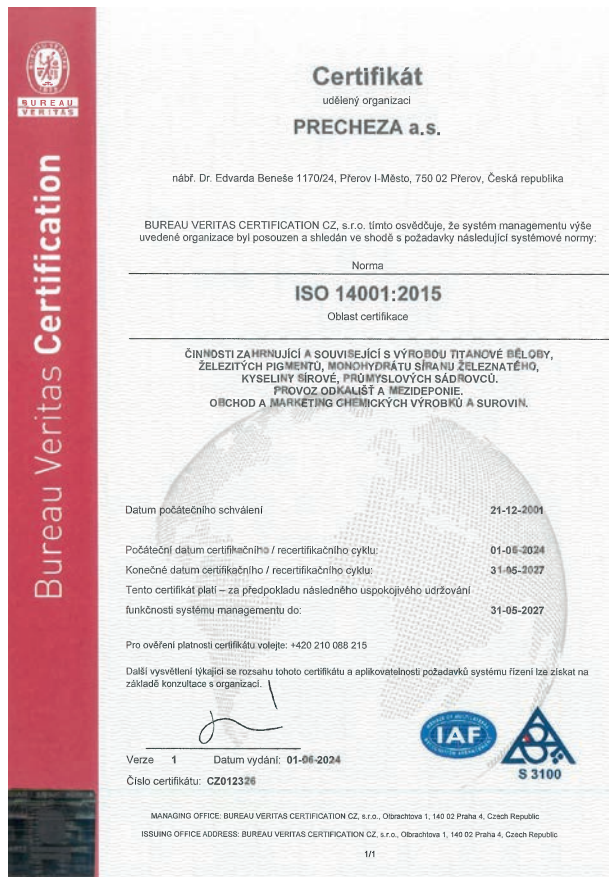 BUREAU
VERITAS
Bureau Veritas Certification
Certifikát
udělený organizaci
PRECHEZA a.s.
nábř. Dr. Edvarda Beneše 1170/24, Přerov I-Město, 750 02 Přerov, Česká republika
BUREAU VERITAS CERTIFICATION CZ, s.r.o. tímto osvědčuje, že systém managementu výše
uvedené organizace byl posouzen a shledán ve shodě s požadavky následující systémové normy:
Norma
ISO 14001:2015
Oblast certifikace
ČINNOSTI ZAHRNUJÍCÍ A SOUVISEJÍCÍ S VÝROBOU TITANOVÉ BĚLOBY,
ŽELEZITÝCH PIGMENTŮ, MONOHYDRÁTU SÍRANU ŽELEZNATÉHO,
KYSELINY SÍROVÉ, PRŮMYSLOVÝCH SÁDROVCŮ.
PROVOZ ODKALIŠŤ A MEZIDEPONIE.
OBCHOD A MARKETING CHEMICKÝCH VÝROBKŮ A SUROVIN.
Datum počátečního schválení 21-12-2001
Počáteční datum certifikačního / recertifikačního cyklu: 01-06-2024
Konečné datum certifikačního / recertifikačního cyklu: 31-05-2027
Tento certifikát platí – za předpokladu následného uspokojivého udržování
funkčnosti systému managementu do: 31-05-2027
Pro ověření platnosti certifikátu volejte: +420 210 088 215
Další vysvětlení týkající se rozsahu tohoto certifikátu a aplikovatelnosti požadavků systému řízení lze získat na
základě konzultace s organizací.
IAF
S 3100
Verze 1 Datum vydání: 01-06-2024
Číslo certifikátu: CZ012326
MANAGING OFFICE: BUREAU VERITAS CERTIFICATION CZ, s.r.o., Olbrachtova 1, 140 02 Praha 4, Czech Republic
ISSUING OFFICE ADDRESS: BUREAU VERITAS CERTIFICATION CZ, s.r.o., Olbrachtova 1, 140 02 Praha 4, Czech Republic
1/1